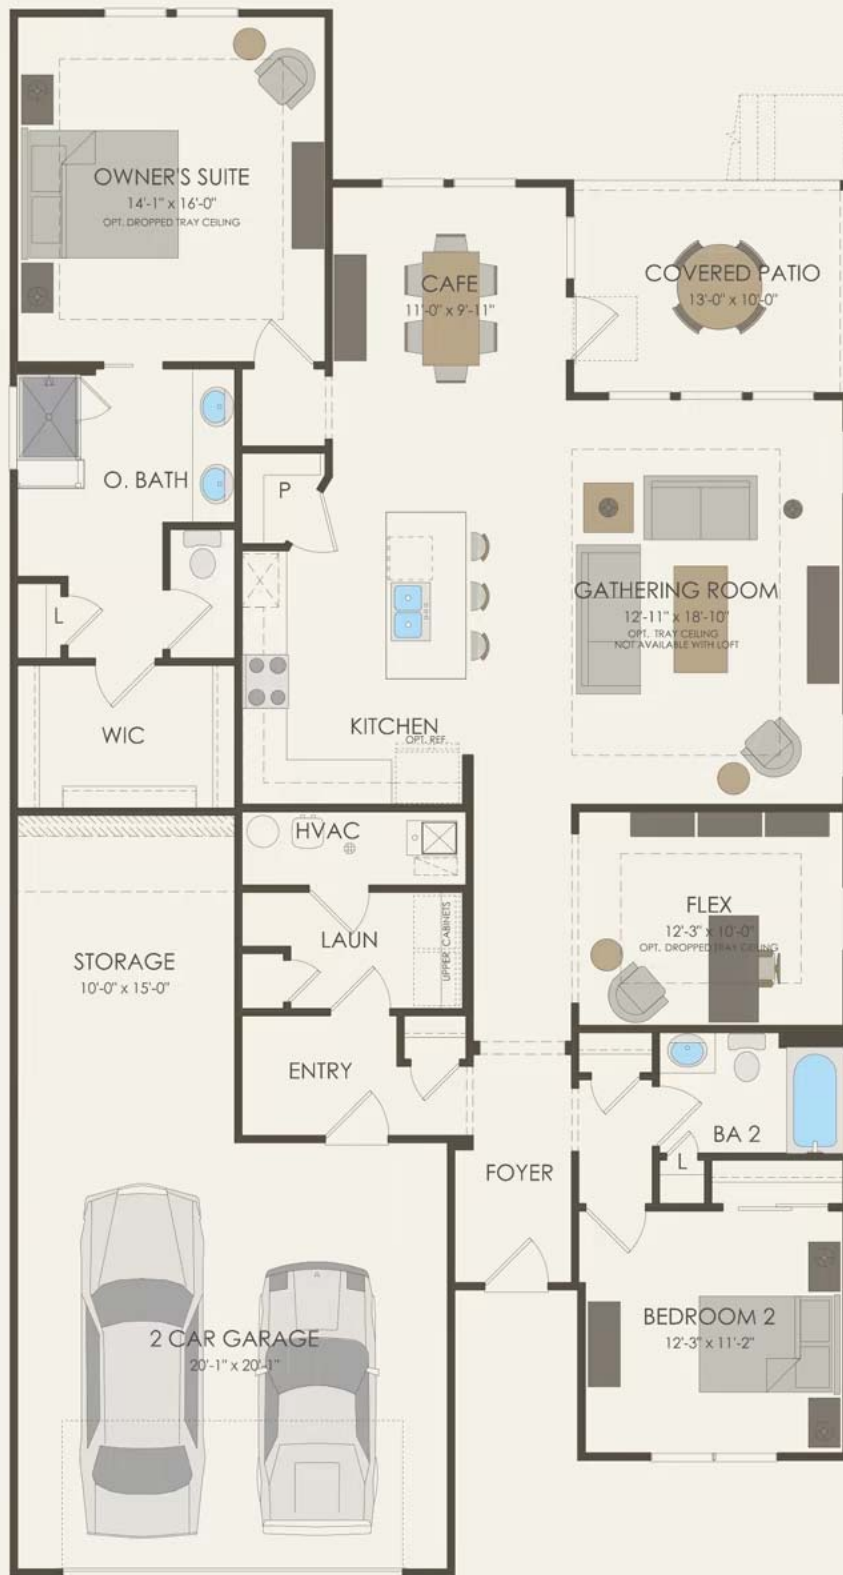 OWNER'S SUITE
14'-1" x 16'-0"
OPT. DROPPED TRAY CEILING
CAFE
11'-0" x 9'-11"
COVERED PATIO
13'-0" x 10'-0"
O. BATH
P
L
GATHERING ROOM
12'-11" x 18'-10"
OPT. TRAY CEILING
NOT AVAILABLE WITH LOFT
WIC
KITCHEN
OPT. REF.
HVAC
FLEX
12'-3" x 10'-0"
OPT. DROPPED TRAY CEILING
LAUN
UPPER CABINETS
STORAGE
10'-0" x 15'-0"
ENTRY
BA 2
FOYER
L
BEDROOM 2
12'-3" x 11'-2"
2 CAR GARAGE
20'-1" x 20'-1"